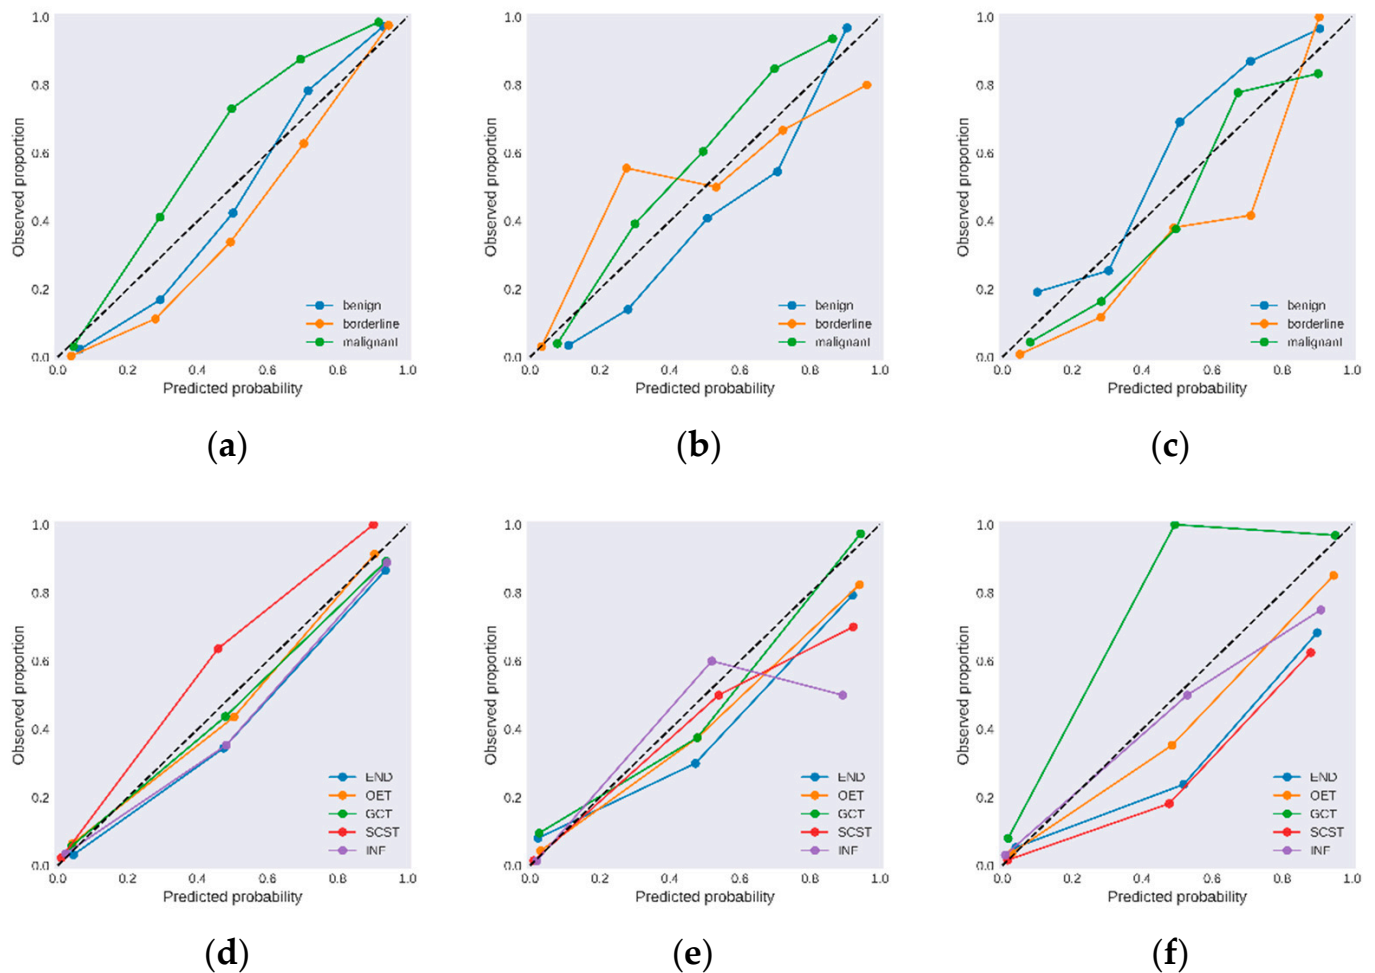 1.0
0.8
0.6
0.4
0.2
0.0
0.0 0.2 0.4 0.6 0.8 1.0
Observed proportion
Predicted probability
benign
borderline
malignant
(a)
1.0
0.8
0.6
0.4
0.2
0.0
0.0 0.2 0.4 0.6 0.8 1.0
Observed proportion
Predicted probability
benign
borderline
malignant
(b)
1.0
0.8
0.6
0.4
0.2
0.0
0.0 0.2 0.4 0.6 0.8 1.0
Observed proportion
Predicted probability
benign
borderline
malignant
(c)
1.0
0.8
0.6
0.4
0.2
0.0
0.0 0.2 0.4 0.6 0.8 1.0
Observed proportion
Predicted probability
END
OET
GCT
SCST
INF
(d)
1.0
0.8
0.6
0.4
0.2
0.0
0.0 0.2 0.4 0.6 0.8 1.0
Observed proportion
Predicted probability
END
OET
GCT
SCST
INF
(e)
1.0
0.8
0.6
0.4
0.2
0.0
0.0 0.2 0.4 0.6 0.8 1.0
Observed proportion
Predicted probability
END
OET
GCT
SCST
INF
(f)